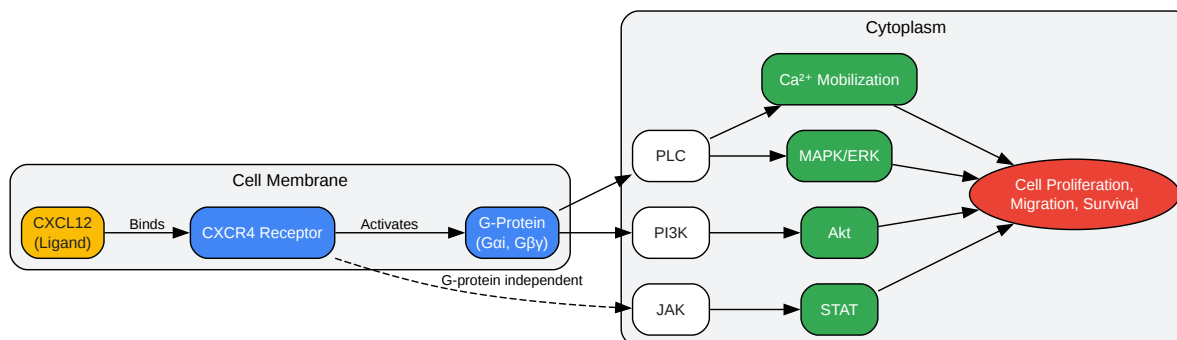 Cytoplasm
Ca²⁺ Mobilization
PLC
MAPK/ERK
Cell Membrane
Cell Proliferation,
Migration, Survival
CXCL12
(Ligand)
Binds
CXCR4 Receptor
Activates
G-Protein
(Gαi, Gβγ)
PI3K
Akt
G-protein independent
JAK
STAT